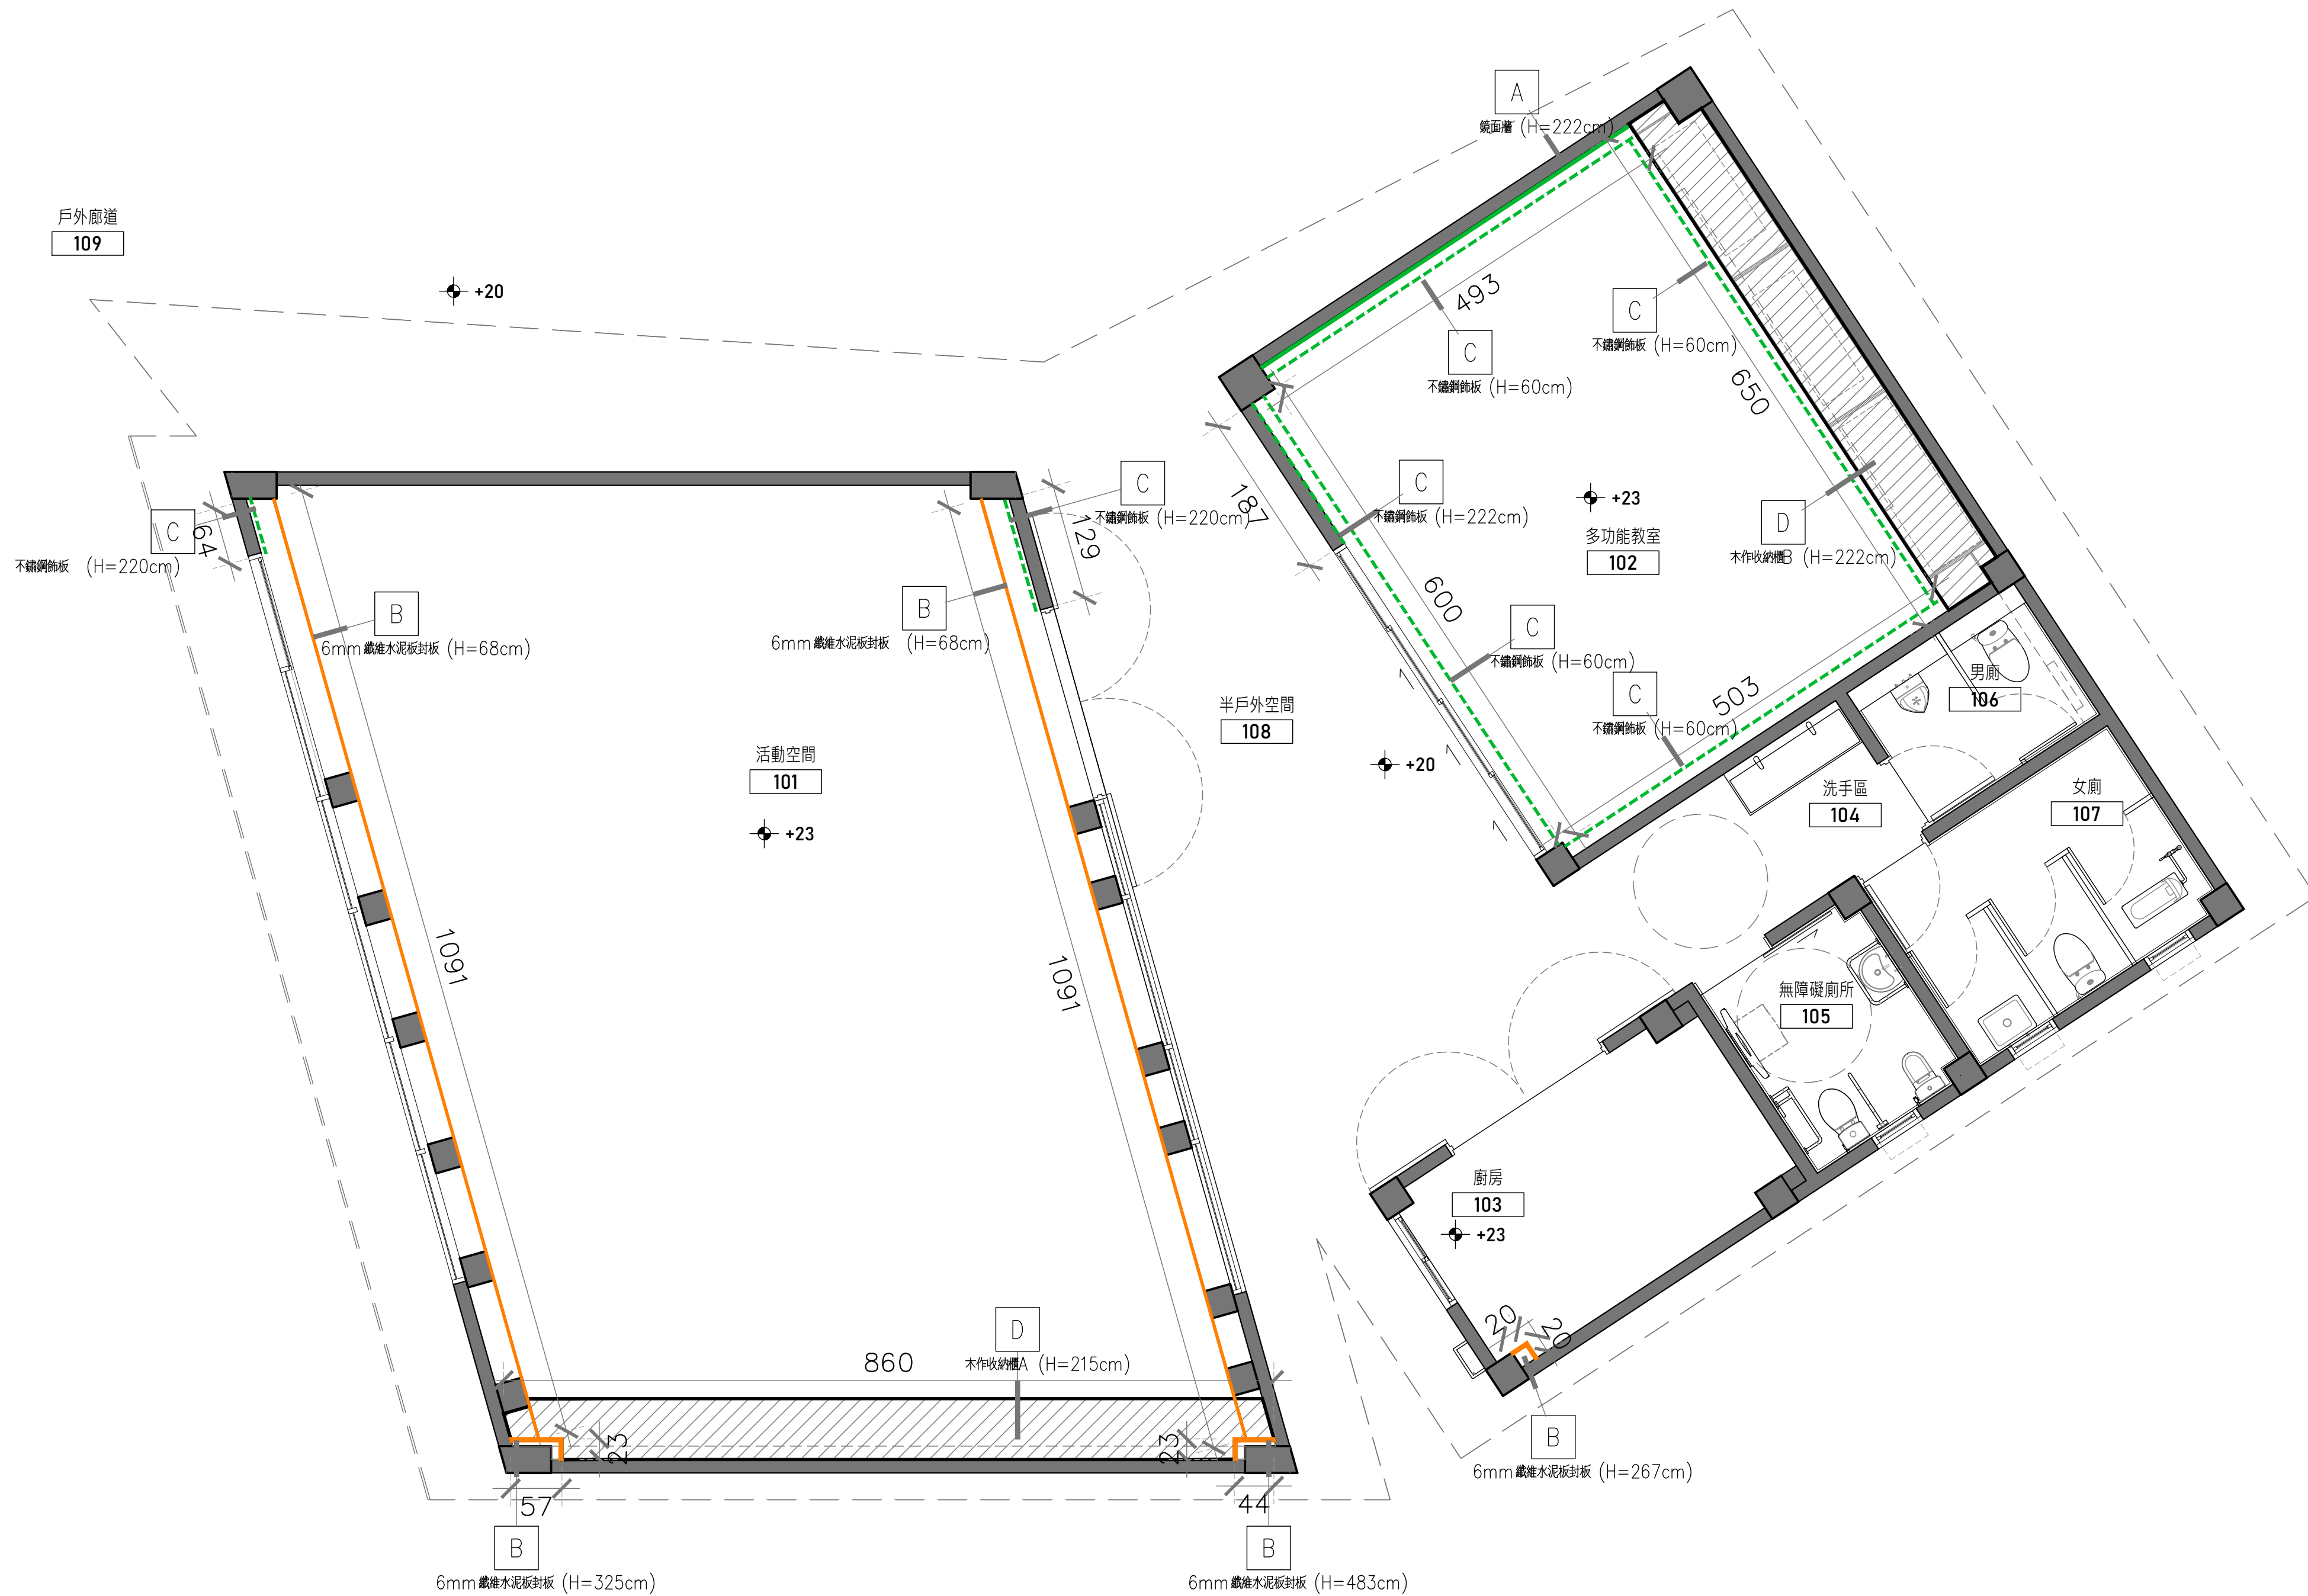 A
鏡面牆 (H=222cm)
戶外廊道
109
+20
493
C
不鏽鋼飾板 (H=60cm)
C
不鏽鋼飾板 (H=60cm)
650
C
不鏽鋼飾板 (H=220cm)
64
C
不鏽鋼飾板 (H=220cm)
129
187
C
不鏽鋼飾板 (H=222cm)
+23
多功能教室
102
D
木作收納櫃B (H=222cm)
B
6mm 纖維水泥板封板 (H=68cm)
B
6mm 纖維水泥板封板 (H=68cm)
600
C
不鏽鋼飾板 (H=60cm)
C
不鏽鋼飾板 (H=60cm)
503
男廁
106
半戶外空間
108
+20
活動空間
101
+23
洗手區
104
女廁
107
1091
1091
無障礙廁所
105
廚房
103
+23
20
20
D
木作收納櫃A (H=215cm)
860
23
23
57
44
B
6mm 纖維水泥板封板 (H=267cm)
B
6mm 纖維水泥板封板 (H=325cm)
B
6mm 纖維水泥板封板 (H=483cm)